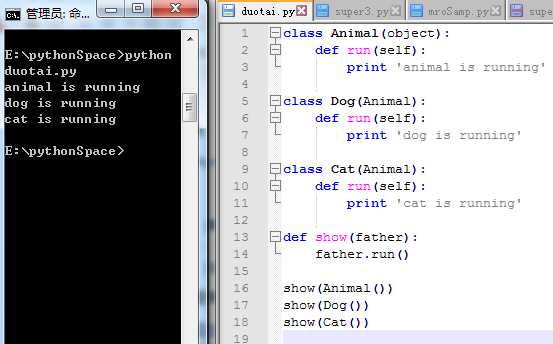 管理员: 命
E:\pythonSpace>python
duotai.py
animal is running
dog is running
cat is running
E:\pythonSpace>
duotai.py super3.py mroSamp.py supe
1 class Animal(object):
2 def run(self):
3 print 'animal is running'
4
5 class Dog(Animal):
6 def run(self):
7 print 'dog is running'
8
9 class Cat(Animal):
10 def run(self):
11 print 'cat is running'
12
13 def show(father):
14 father.run()
15
16 show(Animal())
17 show(Dog())
18 show(Cat())
19